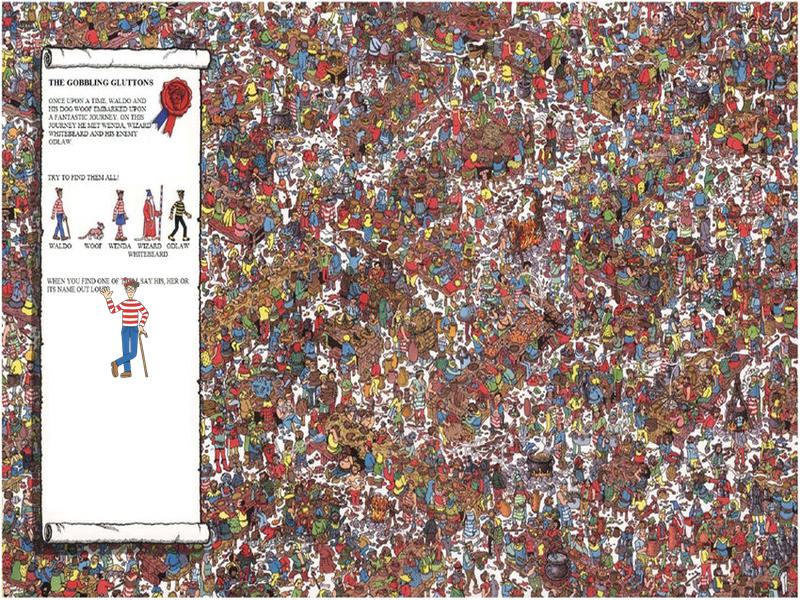 THE GOBBLING GLUTTONS
ONCE UPON A TIME, WALDO AND
HIS DOG WOOF EMBARKED UPON
A FANTASTIC JOURNEY. ON THIS
JOURNEY HE MET WENDA, WIZARD
WHITEBEARD AND HIS ENEMY
ODLAW.
TRY TO FIND THEM ALL!
WALDO WOOF WENDA WIZARD ODLAW
WHITEBEARD
WHEN YOU FIND ONE OF SAY HIS, HER OR
ITS NAME OUT